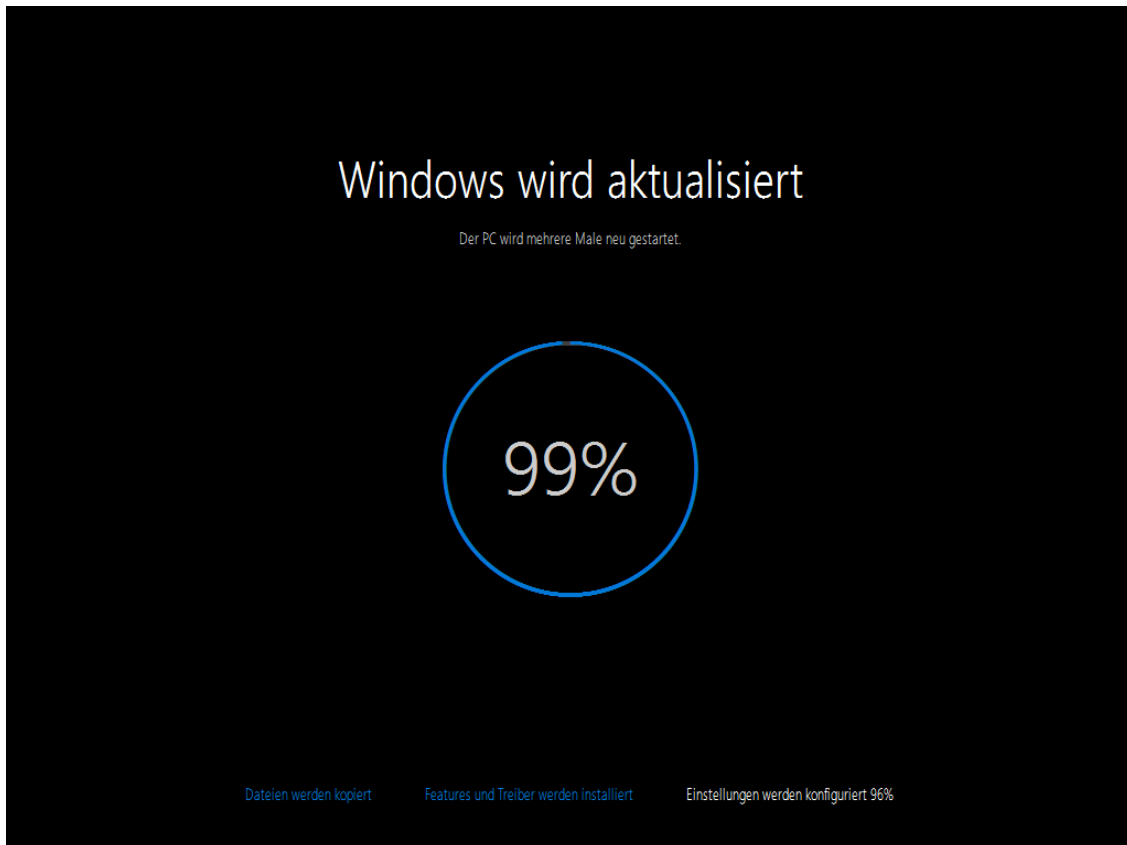 Windows wird aktualisiert
Der PC wird mehrere Male neu gestartet.
99%
Dateien werden kopiert Features und Treiber werden installiert Einstellungen werden konfiguriert 96%